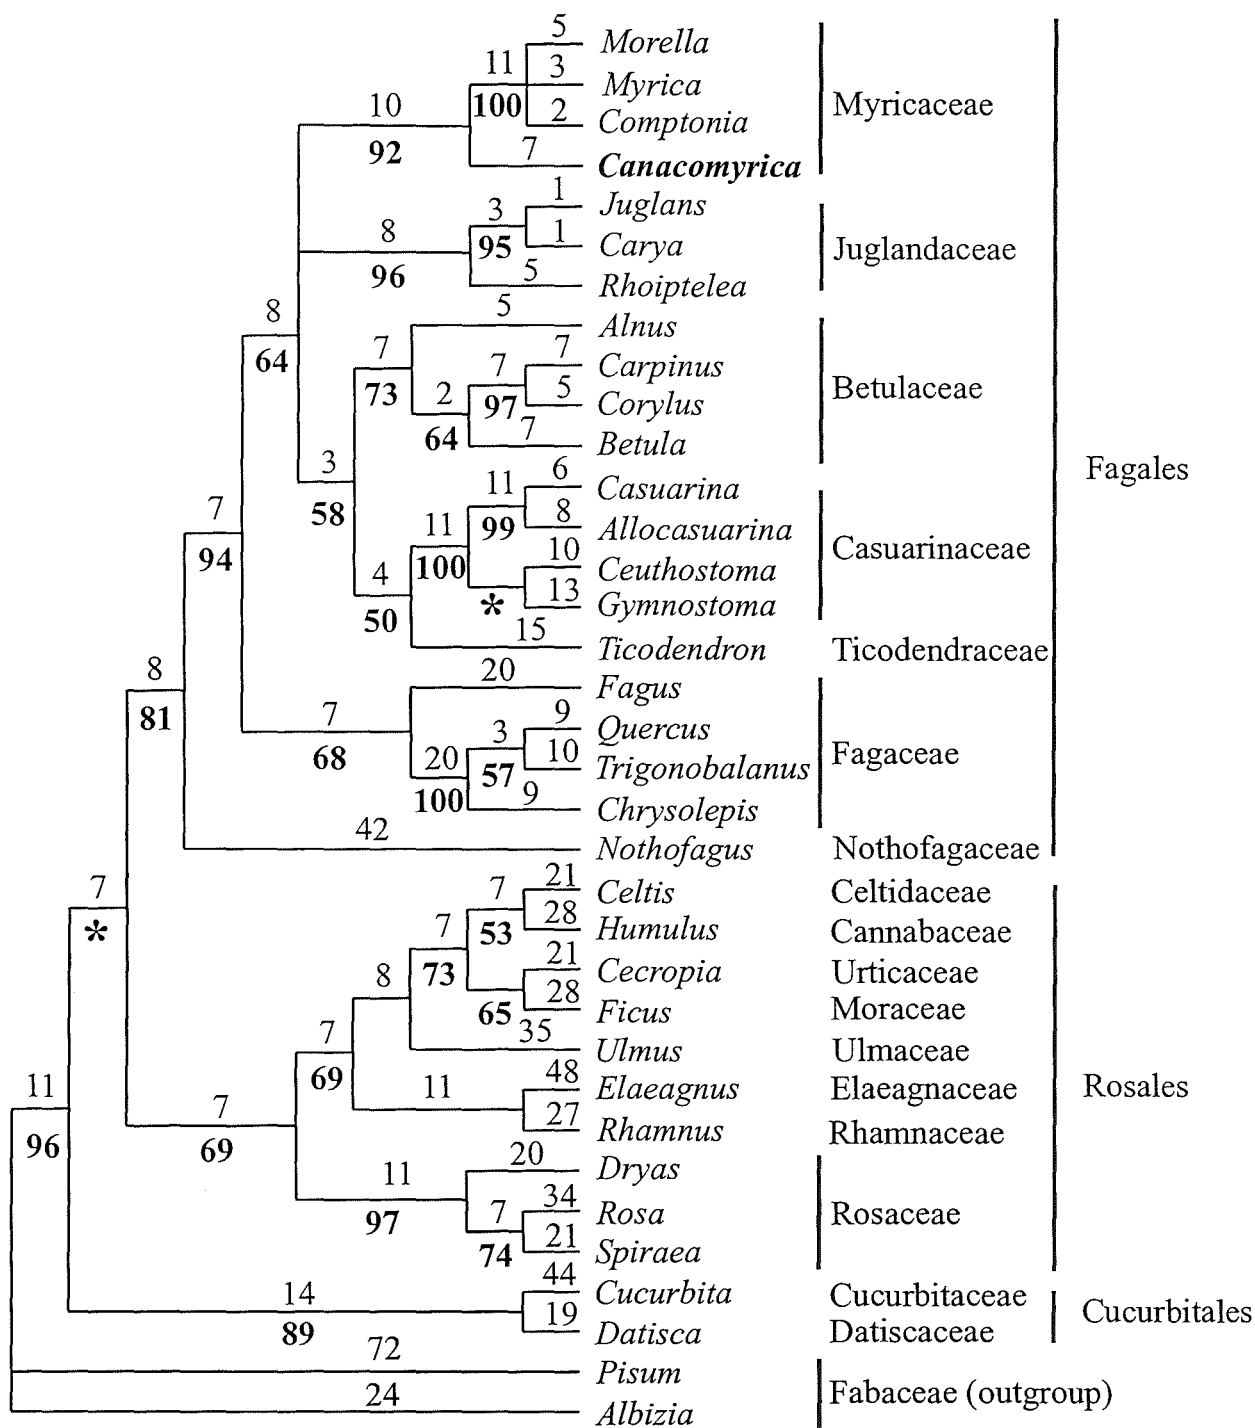 5
Morella
11
3
Myrica
Myricaceae
10
100
2
Comptonia
92
7
Canacomyrica
1
Juglans
3
8
1
Carya
Juglandaceae
95
96
5
Rhoiptelea
5
Alnus
8
7
7
Carpinus
7
64
2
5
Corylus
Betulaceae
73
97
7
64
Betula
Fagales
3
6
Casuarina
11
58
8
Allocasuarina
7
11
99
10
Casuarinaceae
94
100
Ceuthostoma
4
13
Gymnostoma
*
50
15
Ticodendron
Ticodendraceae
20
8
Fagus
81
9
7
3
Quercus
20
10
Trigonobalanus
Fagaceae
68
57
100
9
Chrysolepis
42
Nothofagus
Nothofagaceae
7
21
7
Celtis
Celtidaceae
*
28
7
53
Humulus
Cannabaceae
21
8
73
Cecropia
Urticaceae
28
65
Ficus
Moraceae
35
7
Ulmus
Ulmaceae
69
48
11
11
Elaeagnus
Elaeagnaceae
Rosales
7
27
96
Rhamnus
Rhamnaceae
69
20
11
Dryas
34
7
Rosa
Rosaceae
97
21
74
Spiraea
44
14
Cucurbita
Cucurbitaceae
19
Cucurbitales
89
Datisca
Datiscaceae
72
Pisum
24
Fabaceae (outgroup)
Albizia